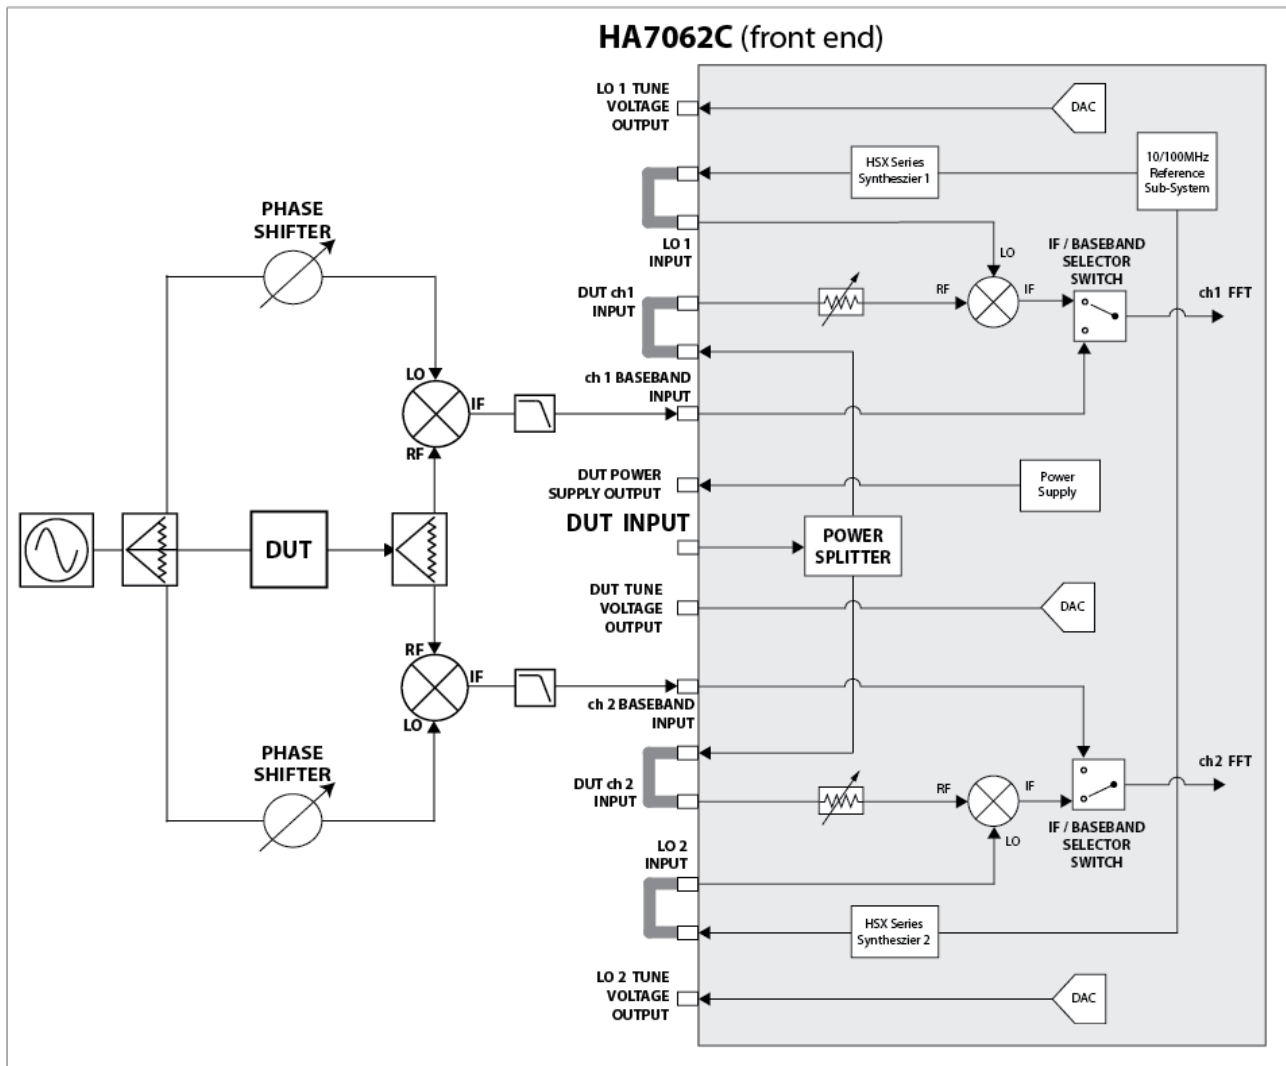 HA7062C (front end)
LO 1 TUNE
VOLTAGE
OUTPUT
DAC
HSX Series
Syntheszier 1
10/100MHz
Reference
Sub-System
PHASE
SHIFTER
LO 1
INPUT
LO
IF / BASEBAND
SELECTOR
SWITCH
DUT ch1
INPUT
RF
IF
ch1 FFT
LO
IF
RF
ch 1 BASEBAND
INPUT
DUT POWER
SUPPLY OUTPUT
Power
Supply
DUT INPUT
POWER
SPLITTER
DUT
DUT TUNE
VOLTAGE
OUTPUT
DAC
RF
IF
LO
ch 2 BASEBAND
INPUT
PHASE
SHIFTER
DUT ch 2
INPUT
RF
IF
LO
ch2 FFT
IF / BASEBAND
SELECTOR
SWITCH
LO 2
INPUT
HSX Series
Syntheszier 2
LO 2 TUNE
VOLTAGE
OUTPUT
DAC